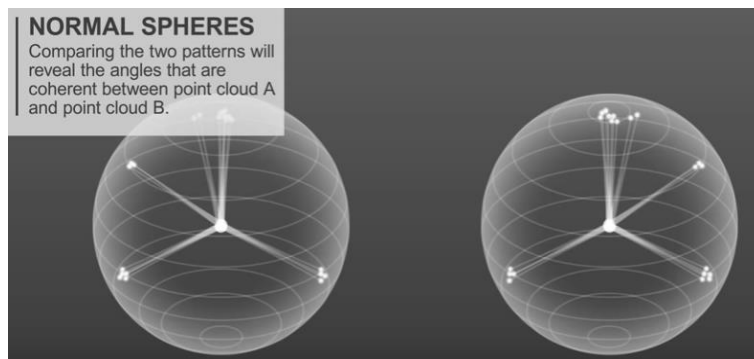 NORMAL SPHERES
Comparing the two patterns will
reveal the angles that are
coherent between point cloud A
and point cloud B.